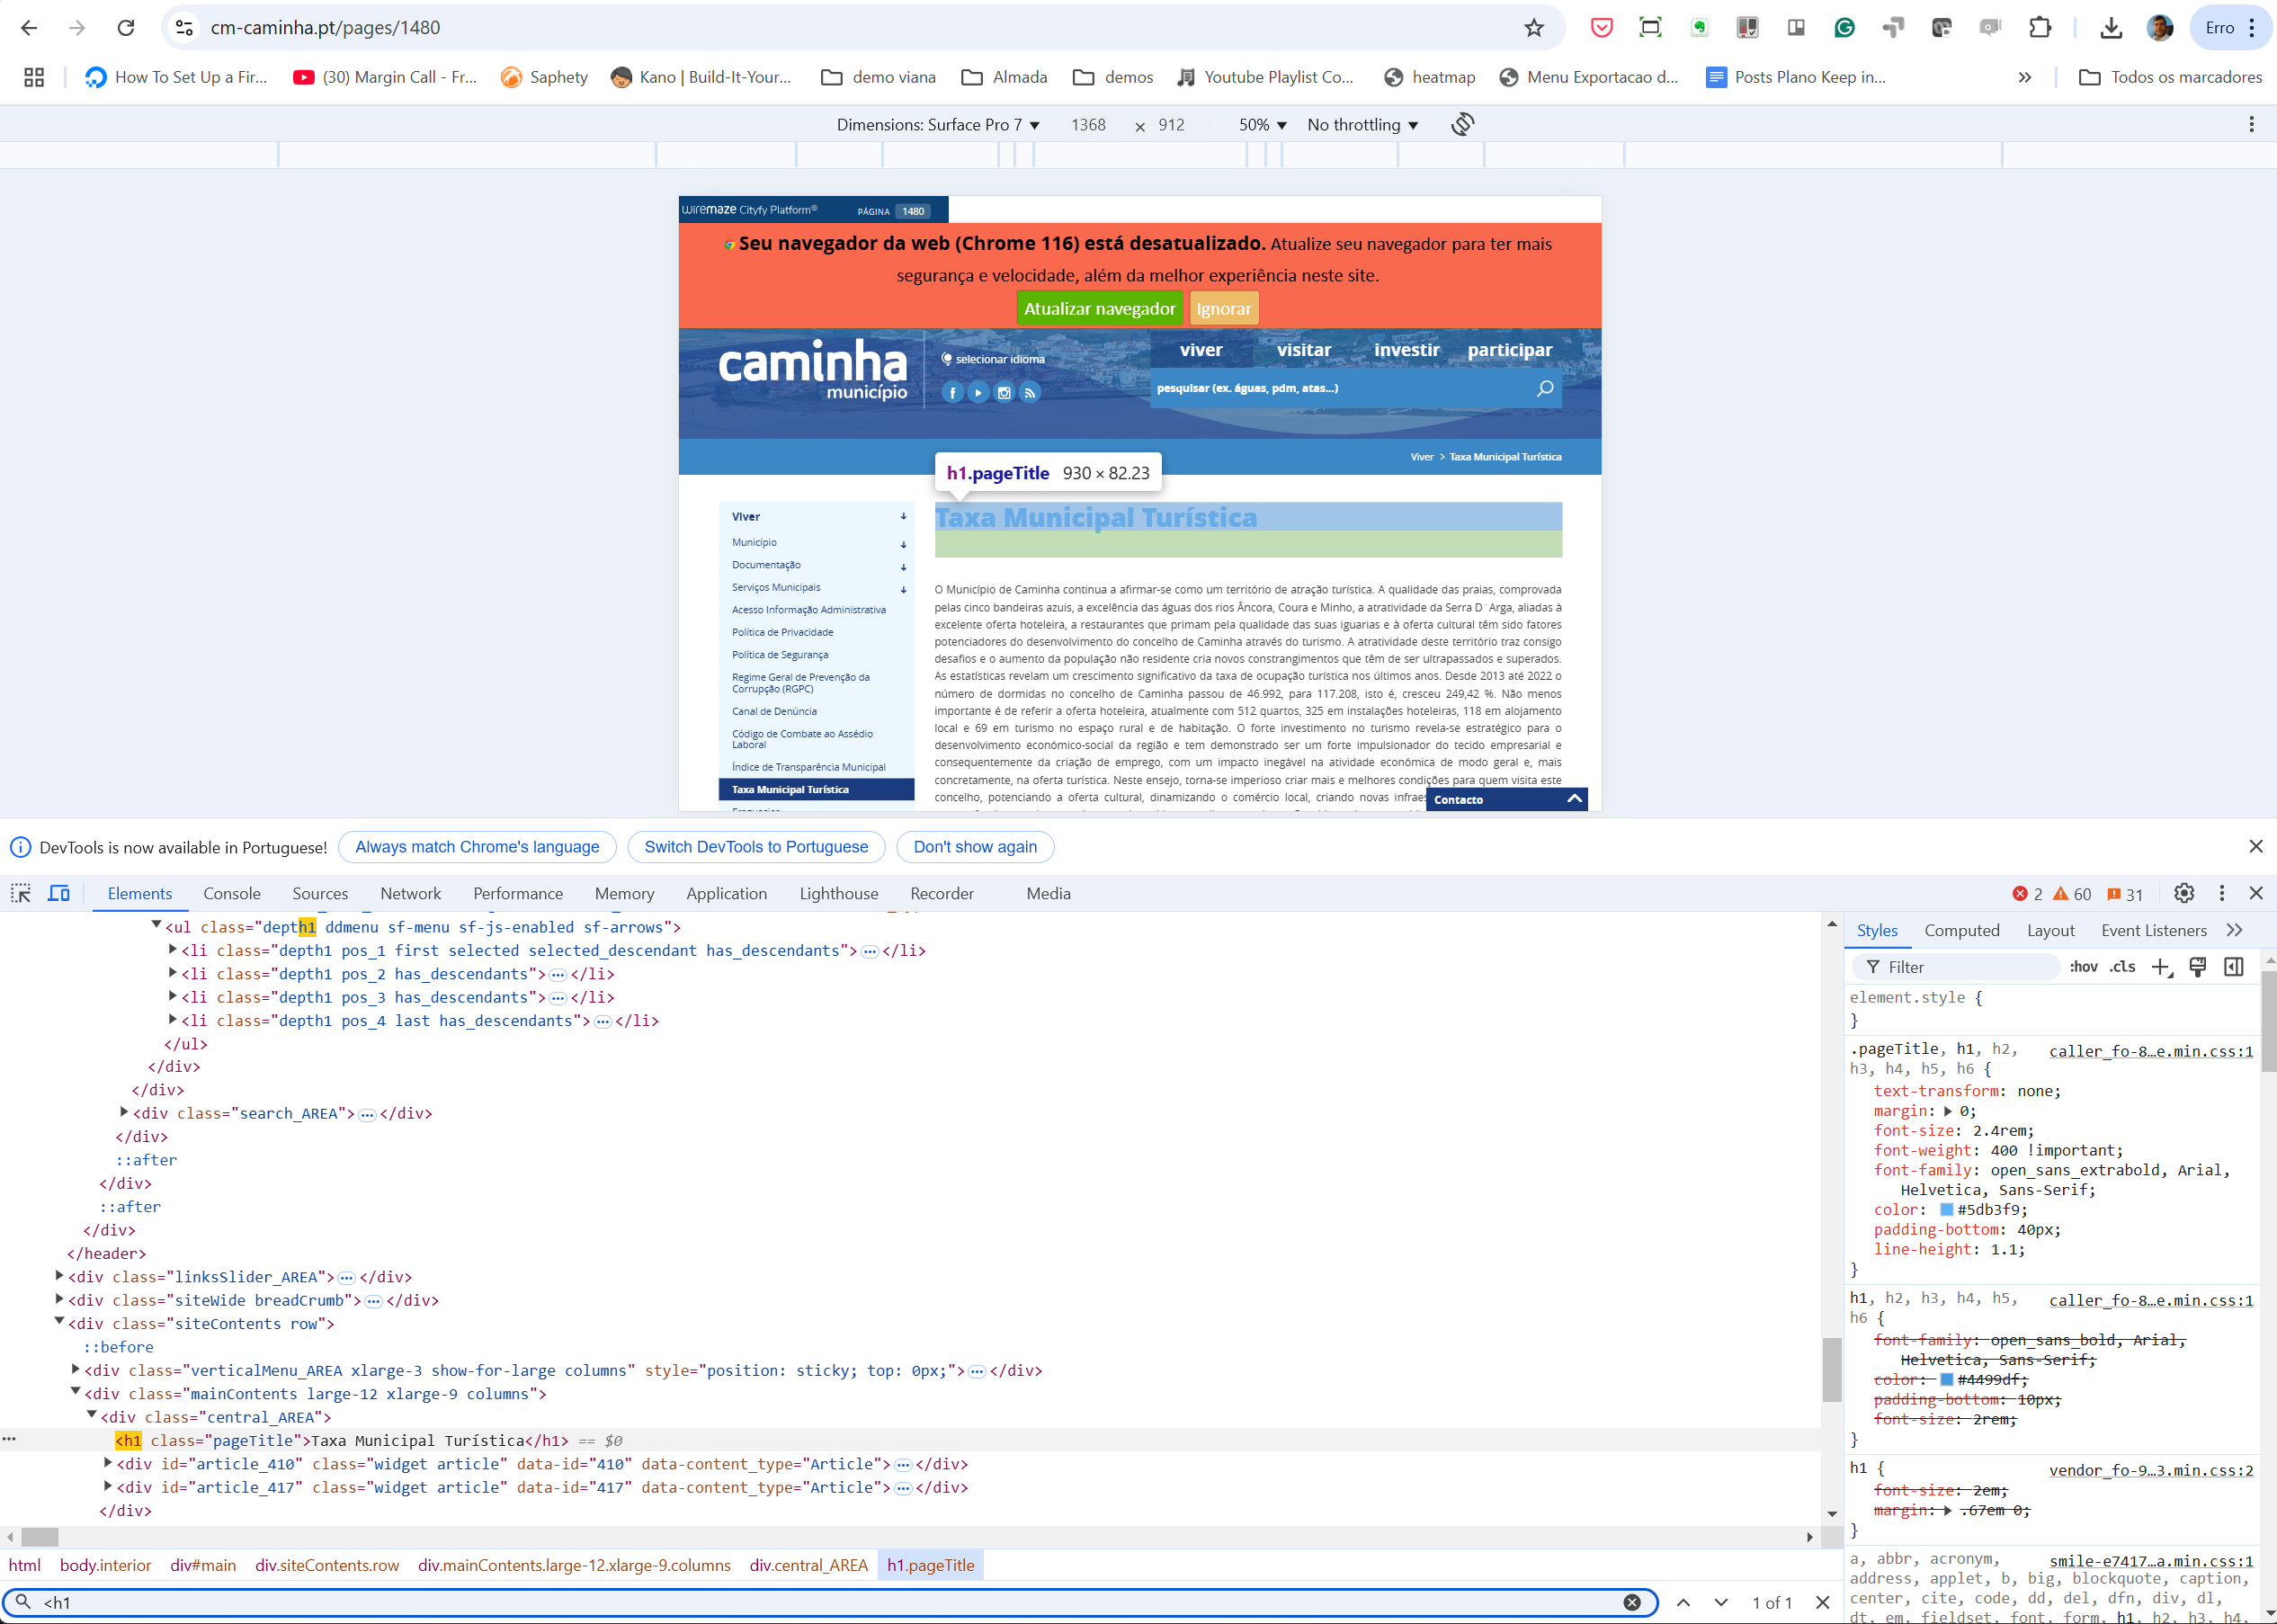 cm-caminha.pt/pages/1480
Erro
How To Set Up a Fir...
(30) Margin Call - Fr...
Saphety
Kano | Build-It-Your...
demo viana
Almada
demos
Youtube Playlist Co...
heatmap
Menu Exportacao d...
Posts Plano Keep in...
»
Todos os marcadores
Dimensions: Surface Pro 7 ▼ 1368 × 912 50% ▼ No throttling ▼
wiremaze Cityfy Platform® PÁGINA 1480
Seu navegador da web (Chrome 116) está desatualizado. Atualize seu navegador para ter mais
segurança e velocidade, além da melhor experiência neste site.
Atualizar navegador Ignorar
caminha
município
selecionar idioma
viver visitar investir participar
pesquisar (ex. águas, pdm, atas...)
Viver > Taxa Municipal Turística
h1.pageTitle 930 × 82.23
Viver
Município
Documentação
Serviços Municipais
Acesso Informação Administrativa
Política de Privacidade
Política de Segurança
Regime Geral de Prevenção da
Corrupção (RGPC)
Canal de Denúncia
Código de Combate ao Assédio
Laboral
Índice de Transparência Municipal
Taxa Municipal Turística
Taxa Municipal Turística
O Município de Caminha continua a afirmar-se como um território de atração turística. A qualidade das praias, comprovada
pelas cinco bandeiras azuis, a excelência das águas dos rios Âncora, Coura e Minho, a atratividade da Serra D´Arga, aliadas à
excelente oferta hoteleira, a restaurantes que primam pela qualidade das suas iguarias e à oferta cultural têm sido fatores
potenciadores do desenvolvimento do concelho de Caminha através do turismo. A atratividade deste território traz consigo
desafios e o aumento da população não residente cria novos constrangimentos que têm de ser ultrapassados e superados.
As estatísticas revelam um crescimento significativo da taxa de ocupação turística nos últimos anos. Desde 2013 até 2022 o
número de dormidas no concelho de Caminha passou de 46.992, para 117.208, isto é, cresceu 249,42 %. Não menos
importante é de referir a oferta hoteleira, atualmente com 512 quartos, 325 em instalações hoteleiras, 118 em alojamento
local e 69 em turismo no espaço rural e de habitação. O forte investimento no turismo revela-se estratégico para o
desenvolvimento económico-social da região e tem demonstrado ser um forte impulsionador do tecido empresarial e
consequentemente da criação de emprego, com um impacto inegável na atividade económica de modo geral e, mais
concretamente, na oferta turística. Neste ensejo, torna-se imperioso criar mais e melhores condições para quem visita este
concelho, potenciando a oferta cultural, dinamizando o comércio local, criando novas infraes
Contacto
DevTools is now available in Portuguese! Always match Chrome's language Switch DevTools to Portuguese Don't show again
Elements Console Sources Network Performance Memory Application Lighthouse Recorder Media 2 60 31
<ul class="depth1 ddmenu sf-menu sf-js-enabled sf-arrows">
<li class="depth1 pos_1 first selected selected_descendant has_descendants">…</li>
<li class="depth1 pos_2 has_descendants">…</li>
<li class="depth1 pos_3 has_descendants">…</li>
<li class="depth1 pos_4 last has_descendants">…</li>
</ul>
</div>
</div>
<div class="search_AREA">…</div>
</div>
::after
</div>
::after
</div>
</header>
<div class="linksSlider_AREA">…</div>
<div class="siteWide breadCrumb">…</div>
<div class="siteContents row">
::before
<div class="verticalMenu_AREA xlarge-3 show-for-large columns" style="position: sticky; top: 0px;">…</div>
<div class="mainContents large-12 xlarge-9 columns">
<div class="central_AREA">
<h1 class="pageTitle">Taxa Municipal Turística</h1> == $0
<div id="article_410" class="widget article" data-id="410" data-content_type="Article">…</div>
<div id="article_417" class="widget article" data-id="417" data-content_type="Article">…</div>
</div>
html body.interior div#main div.siteContents.row div.mainContents.large-12.xlarge-9.columns div.central_AREA h1.pageTitle
<h1 1 of 1
Styles Computed Layout Event Listeners »
Filter :hov .cls
element.style {
}
.pageTitle, h1, h2, caller_fo-8…e.min.css:1
h3, h4, h5, h6 {
text-transform: none;
margin: ▶ 0;
font-size: 2.4rem;
font-weight: 400 !important;
font-family: open_sans_extrabold, Arial,
Helvetica, Sans-Serif;
color: #5db3f9;
padding-bottom: 40px;
line-height: 1.1;
}
h1, h2, h3, h4, h5, caller_fo-8…e.min.css:1
h6 {
font-family: open_sans_bold, Arial,
Helvetica, Sans-Serif;
color: #4499df;
padding-bottom: 10px;
font-size: 2rem;
}
h1 { vendor_fo-9…3.min.css:2
font-size: 2em;
margin: ▶ .67em 0;
}
a, abbr, acronym, smile-e7417…a.min.css:1
address, applet, b, big, blockquote, caption,
center, cite, code, dd, del, dfn, div, dl,
dt, em, fieldset, font, form, h1, h2, h3, h4,